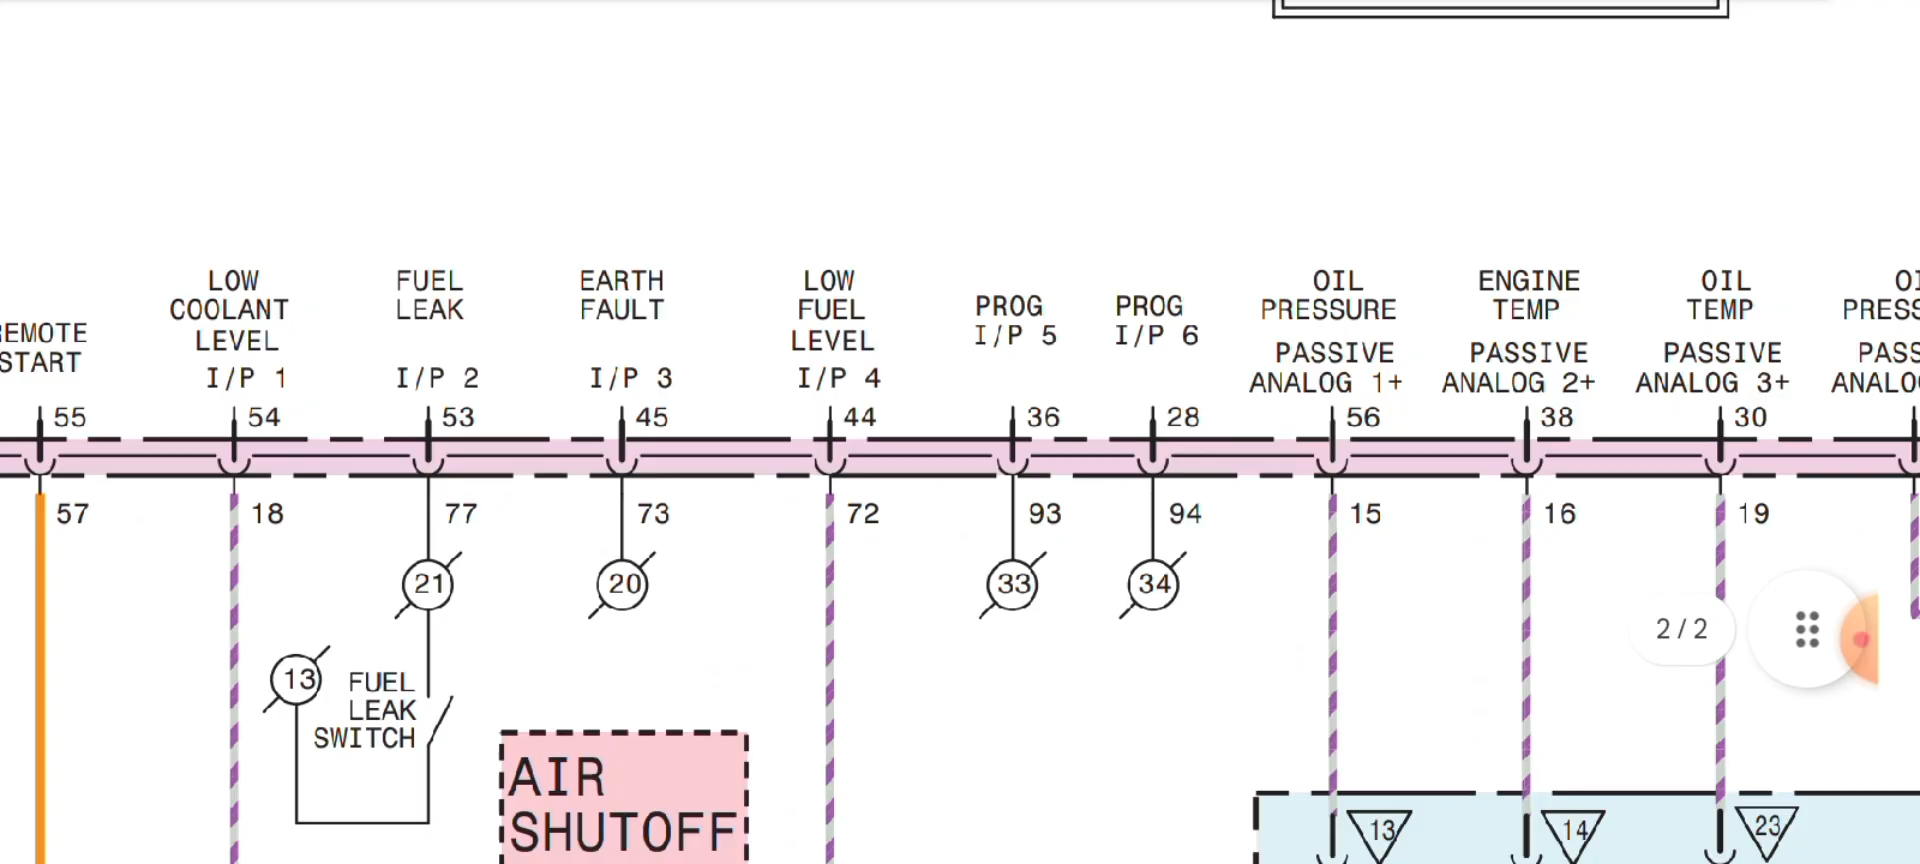 REMOTE
START
LOW
COOLANT
LEVEL
I/P 1
FUEL
LEAK
I/P 2
EARTH
FAULT
I/P 3
LOW
FUEL
LEVEL
I/P 4
PROG
I/P 5
PROG
I/P 6
OIL
PRESSURE
PASSIVE
ANALOG 1+
ENGINE
TEMP
PASSIVE
ANALOG 2+
OIL
TEMP
PASSIVE
ANALOG 3+
55
54
53
45
44
36
28
56
38
30
57
18
77
73
72
93
94
15
16
19
21
20
33
34
2/2
13
FUEL
LEAK
SWITCH
AIR
SHUTOFF
13
14
23